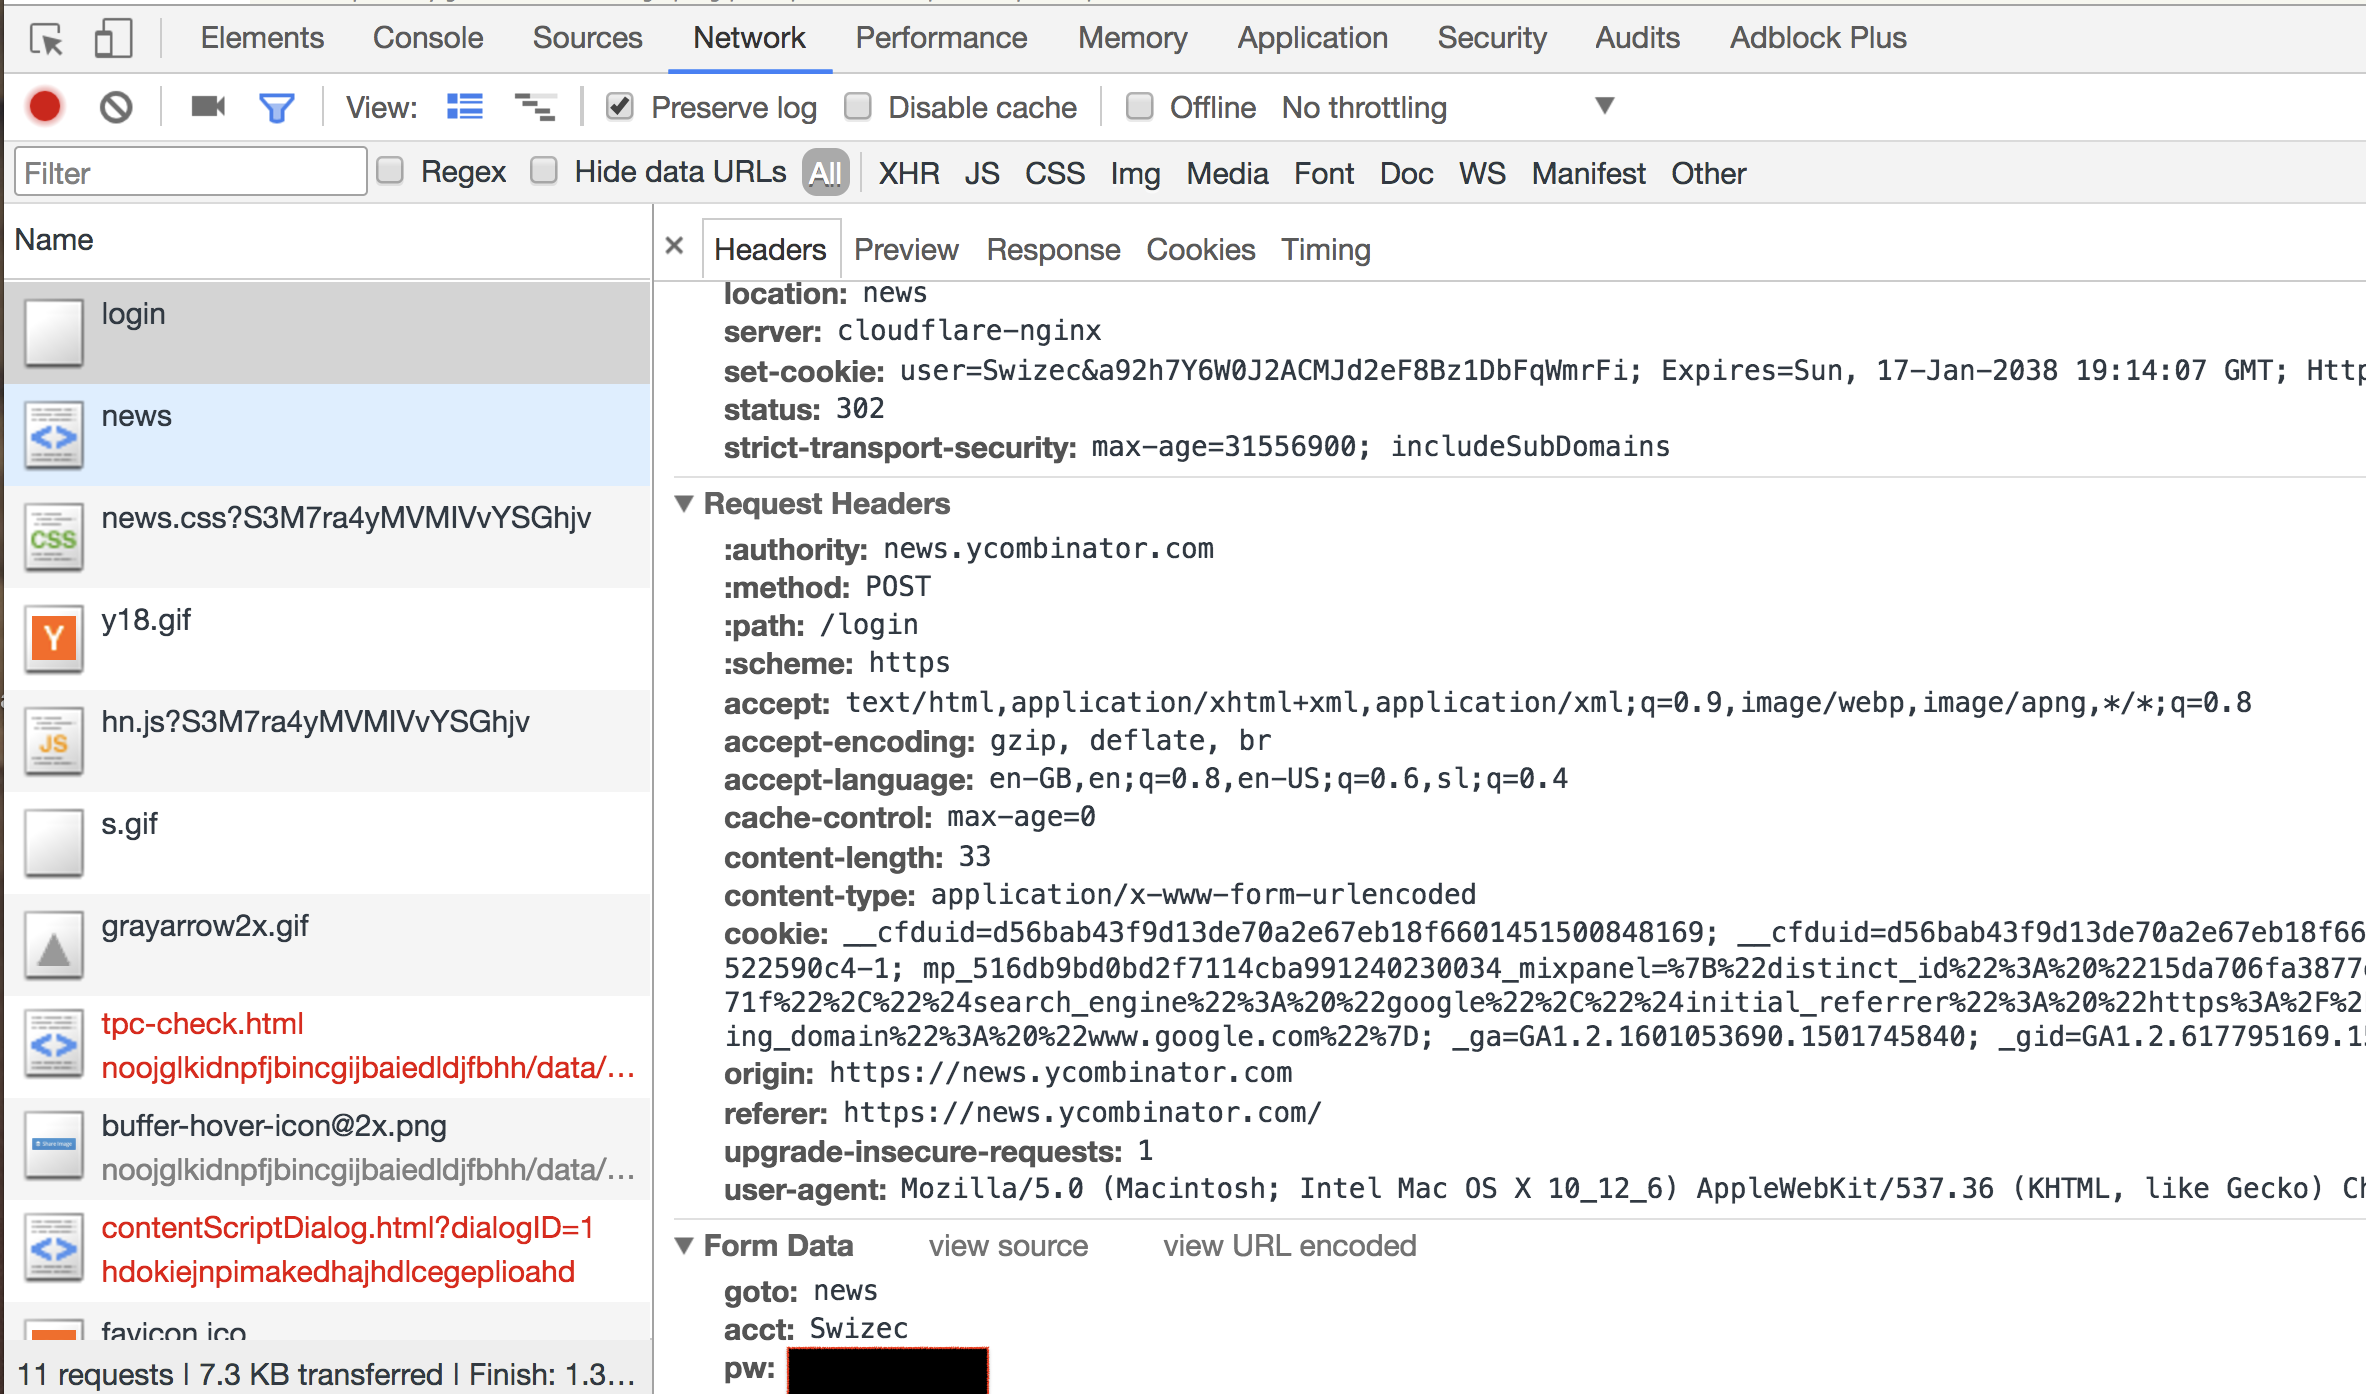 Elements Console Sources Network Performance Memory Application Security Audits Adblock Plus
View: Preserve log Disable cache Offline No throttling
Filter Regex Hide data URLs All XHR JS CSS Img Media Font Doc WS Manifest Other
Name
login
news
CSS
news.css?S3M7ra4yMVMIVvYSGhjv
Y
y18.gif
JS
hn.js?S3M7ra4yMVMIVvYSGhjv
s.gif
grayarrow2x.gif
tpc-check.html
noojglkidnpfjbincgijbaiedldjfbhh/data/…
buffer-hover-icon@2x.png
noojglkidnpfjbincgijbaiedldjfbhh/data/…
contentScriptDialog.html?dialogID=1
hdokiejnpimakedhajhdlcegeplioahd
favicon.ico
11 requests | 7.3 KB transferred | Finish: 1.3…
× Headers Preview Response Cookies Timing
location: news
server: cloudflare-nginx
set-cookie: user=Swizec&a92h7Y6W0J2ACMJd2eF8Bz1DbFqWmrFi; Expires=Sun, 17-Jan-2038 19:14:07 GMT; Http
status: 302
strict-transport-security: max-age=31556900; includeSubDomains
▼ Request Headers
:authority: news.ycombinator.com
:method: POST
:path: /login
:scheme: https
accept: text/html,application/xhtml+xml,application/xml;q=0.9,image/webp,image/apng,*/*;q=0.8
accept-encoding: gzip, deflate, br
accept-language: en-GB,en;q=0.8,en-US;q=0.6,sl;q=0.4
cache-control: max-age=0
content-length: 33
content-type: application/x-www-form-urlencoded
cookie: __cfduid=d56bab43f9d13de70a2e67eb18f6601451500848169; __cfduid=d56bab43f9d13de70a2e67eb18f66
522590c4-1; mp_516db9bd0bd2f7114cba991240230034_mixpanel=%7B%22distinct_id%22%3A%20%2215da706fa3877
71f%22%2C%22%24search_engine%22%3A%20%22google%22%2C%22%24initial_referrer%22%3A%20%22https%3A%2F%2
ing_domain%22%3A%20%22www.google.com%22%7D; _ga=GA1.2.1601053690.1501745840; _gid=GA1.2.617795169.15
origin: https://news.ycombinator.com
referer: https://news.ycombinator.com/
upgrade-insecure-requests: 1
user-agent: Mozilla/5.0 (Macintosh; Intel Mac OS X 10_12_6) AppleWebKit/537.36 (KHTML, like Gecko) Ch
▼ Form Data view source view URL encoded
goto: news
acct: Swizec
pw: